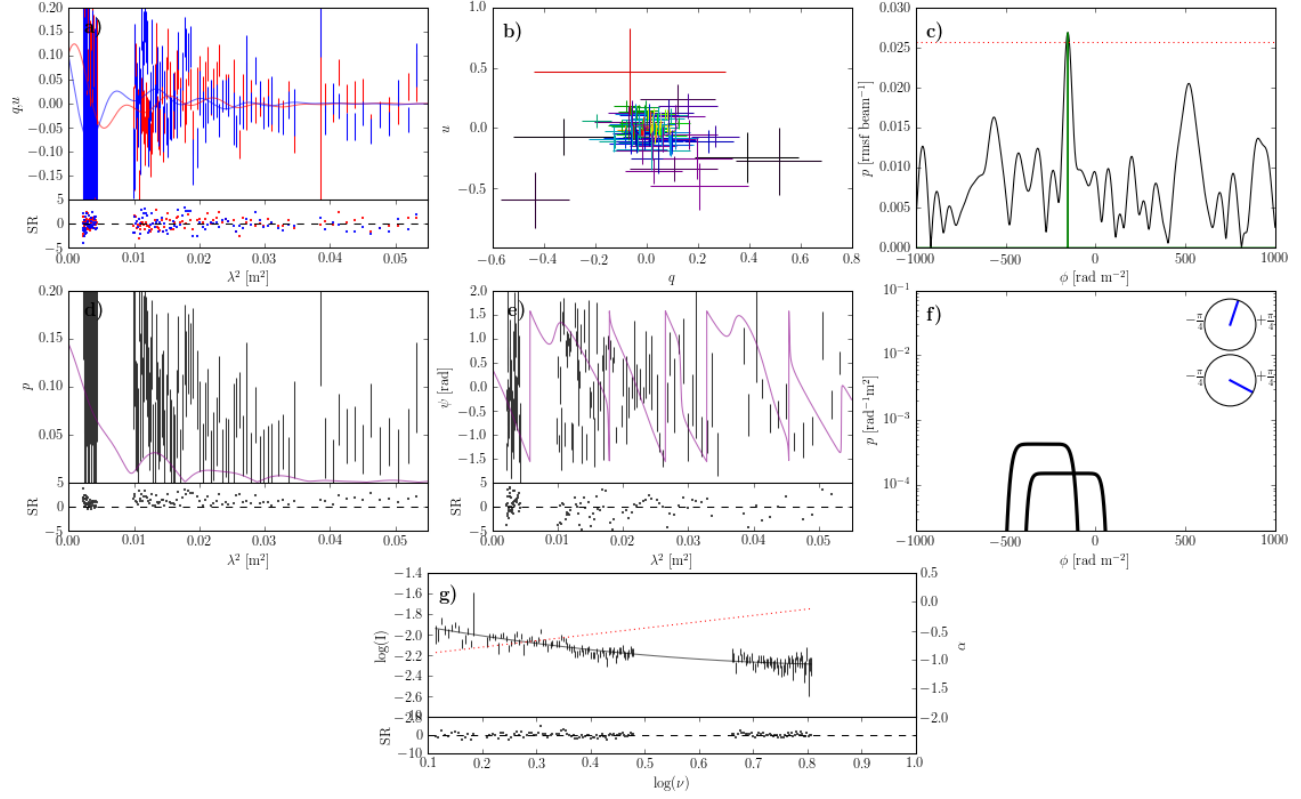 a)
0.20
0.15
0.10
0.05
0.00
−0.05
−0.10
−0.15
q,u
5
0
−5
SR
0.00 0.01 0.02 0.03 0.04 0.05
λ² [m²]
b)
1.0
0.5
0.0
−0.5
u
−0.6 −0.4 −0.2 0.0 0.2 0.4 0.6 0.8
q
c)
0.030
0.025
0.020
0.015
0.010
0.005
0.000
p [rmsf beam⁻¹]
−1000 −500 0 500 1000
φ [rad m⁻²]
d)
0.20
0.15
0.10
0.05
p
5
0
−5
SR
0.00 0.01 0.02 0.03 0.04 0.05
λ² [m²]
e)
2.0
1.5
1.0
0.5
0.0
−0.5
−1.0
−1.5
ψ [rad]
5
0
−5
SR
0.00 0.01 0.02 0.03 0.04 0.05
λ² [m²]
f)
10⁻¹
10⁻²
10⁻³
10⁻⁴
p [rad⁻¹m²]
−π/4 +π/4
−π/4 +π/4
−1000 −500 0 500 1000
φ [rad m⁻²]
g)
−1.4
−1.6
−1.8
−2.0
−2.2
−2.4
−2.6
−2.8
log(I)
0.5
0.0
−0.5
−1.0
−1.5
−2.0
α
10
0
−10
SR
0.1 0.2 0.3 0.4 0.5 0.6 0.7 0.8 0.9 1.0
log(ν)